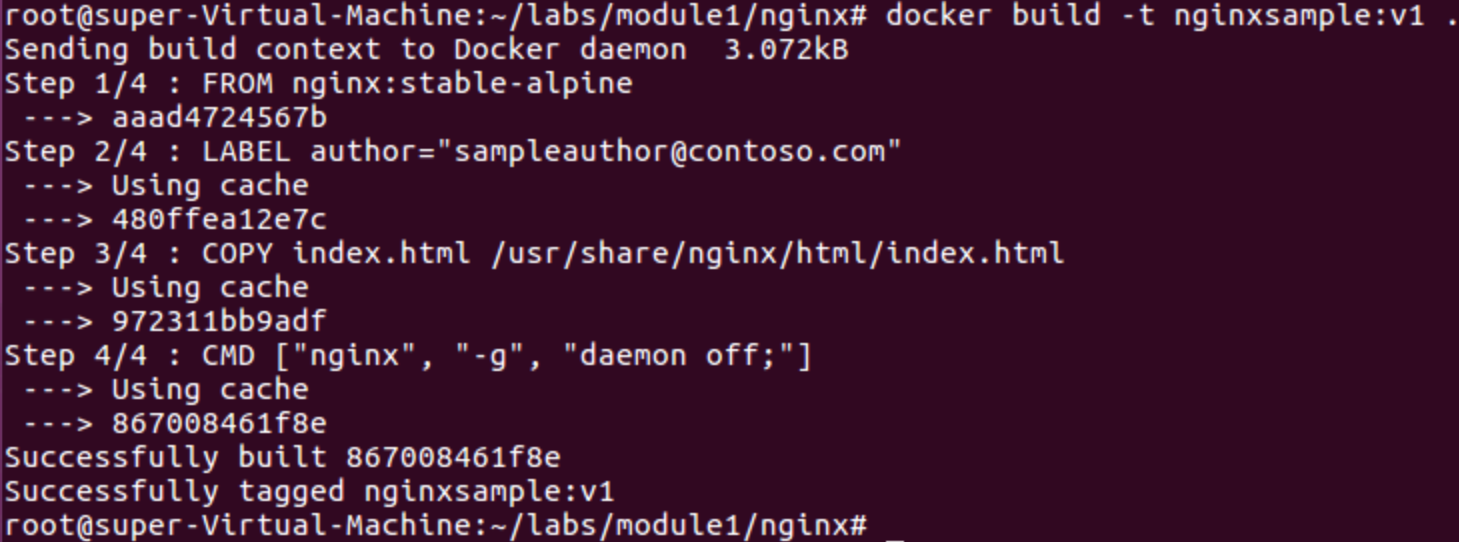 root@super-Virtual-Machine:~/labs/module1/nginx# docker build -t nginxsample:v1 .
Sending build context to Docker daemon  3.072kB
Step 1/4 : FROM nginx:stable-alpine
 ---> aaad4724567b
Step 2/4 : LABEL author="sampleauthor@contoso.com"
 ---> Using cache
 ---> 480ffea12e7c
Step 3/4 : COPY index.html /usr/share/nginx/html/index.html
 ---> Using cache
 ---> 972311bb9adf
Step 4/4 : CMD ["nginx", "-g", "daemon off;"]
 ---> Using cache
 ---> 867008461f8e
Successfully built 867008461f8e
Successfully tagged nginxsample:v1
root@super-Virtual-Machine:~/labs/module1/nginx#